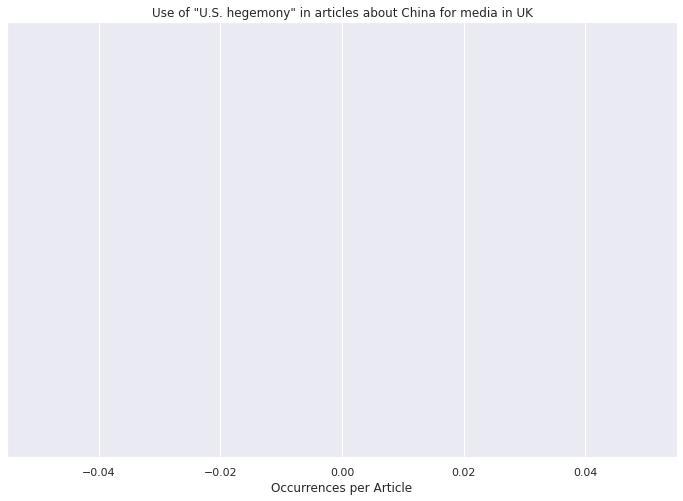 Use of "U.S. hegemony" in articles about China for media in UK
−0.04 −0.02 0.00 0.02 0.04
Occurrences per Article